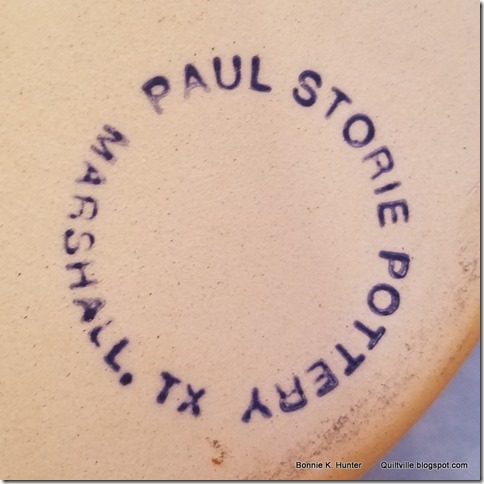 PAUL STORIE POTTERY
MARSHALL, TX
Bonnie K. Hunter Quiltville.blogspot.com